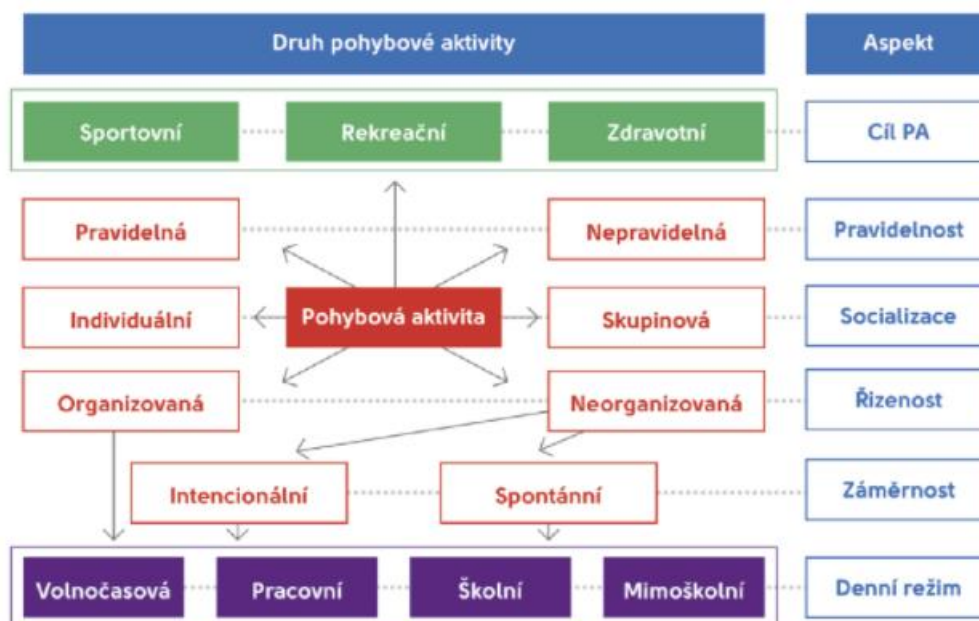 Druh pohybové aktivity
Aspekt
Sportovní
Rekreační
Zdravotní
Cíl PA
Pravidelná
Nepravidelná
Pravidelnost
Individuální
Pohybová aktivita
Skupinová
Socializace
Organizovaná
Neorganizovaná
Řizenost
Intencionální
Spontánní
Záměrnost
Volnočasová
Pracovní
Školní
Mimoškolní
Denní režim